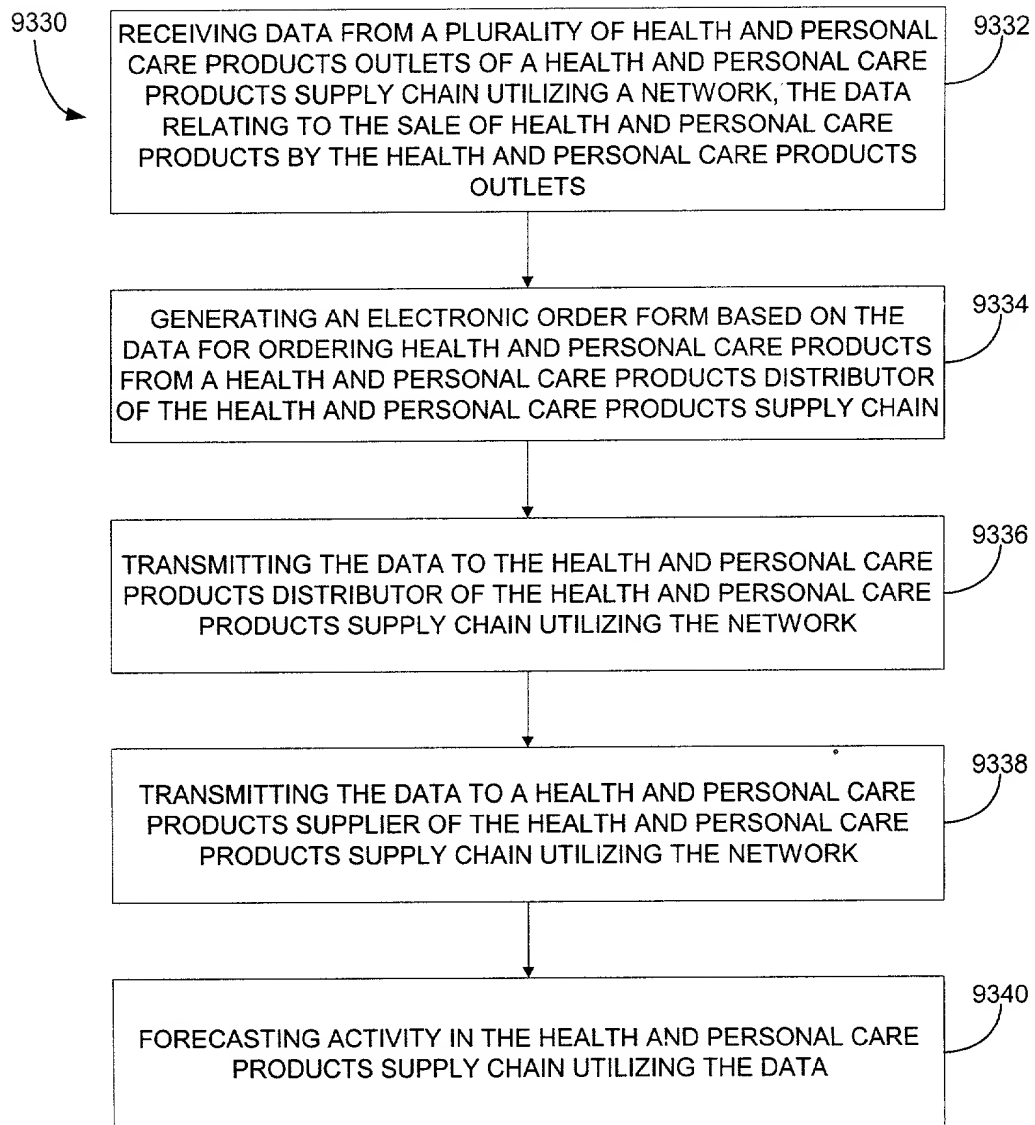 9330
RECEIVING DATA FROM A PLURALITY OF HEALTH AND PERSONAL
CARE PRODUCTS OUTLETS OF A HEALTH AND PERSONAL CARE
PRODUCTS SUPPLY CHAIN UTILIZING A NETWORK, THE DATA
RELATING TO THE SALE OF HEALTH AND PERSONAL CARE
PRODUCTS BY THE HEALTH AND PERSONAL CARE PRODUCTS
OUTLETS
9332
GENERATING AN ELECTRONIC ORDER FORM BASED ON THE
DATA FOR ORDERING HEALTH AND PERSONAL CARE PRODUCTS
FROM A HEALTH AND PERSONAL CARE PRODUCTS DISTRIBUTOR
OF THE HEALTH AND PERSONAL CARE PRODUCTS SUPPLY CHAIN
9334
TRANSMITTING THE DATA TO THE HEALTH AND PERSONAL CARE
PRODUCTS DISTRIBUTOR OF THE HEALTH AND PERSONAL CARE
PRODUCTS SUPPLY CHAIN UTILIZING THE NETWORK
9336
TRANSMITTING THE DATA TO A HEALTH AND PERSONAL CARE
PRODUCTS SUPPLIER OF THE HEALTH AND PERSONAL CARE
PRODUCTS SUPPLY CHAIN UTILIZING THE NETWORK
9338
FORECASTING ACTIVITY IN THE HEALTH AND PERSONAL CARE
PRODUCTS SUPPLY CHAIN UTILIZING THE DATA
9340